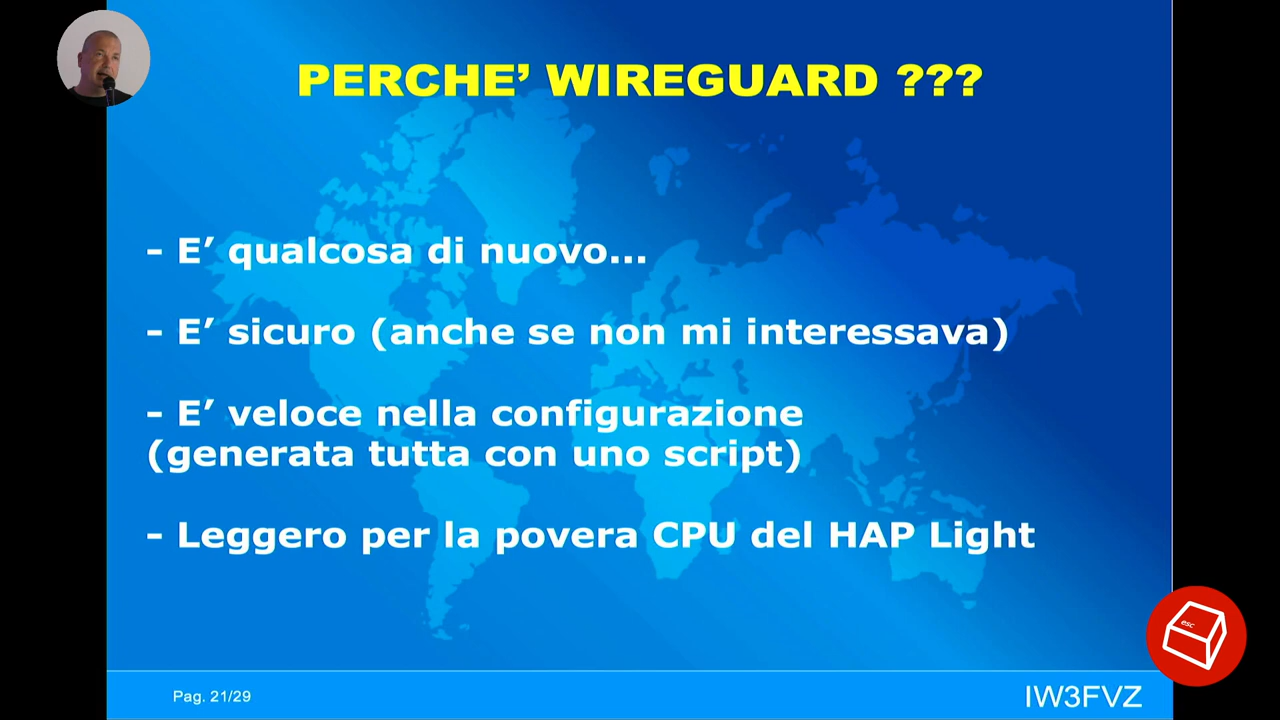 PERCHE’ WIREGUARD ???
- E’ qualcosa di nuovo...
- E’ sicuro (anche se non mi interessava)
- E’ veloce nella configurazione
(generata tutta con uno script)
- Leggero per la povera CPU del HAP Light
esc
Pag. 21/29
IW3FVZ